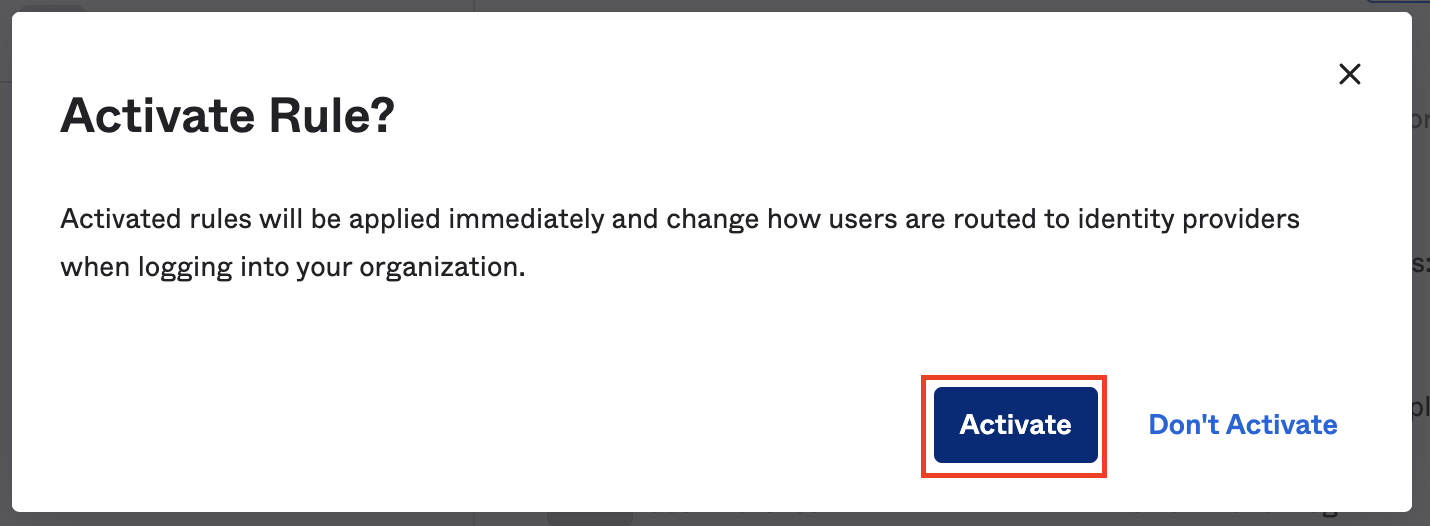 Activate Rule?
Activated rules will be applied immediately and change how users are routed to identity providers
when logging into your organization.
Activate
Don't Activate